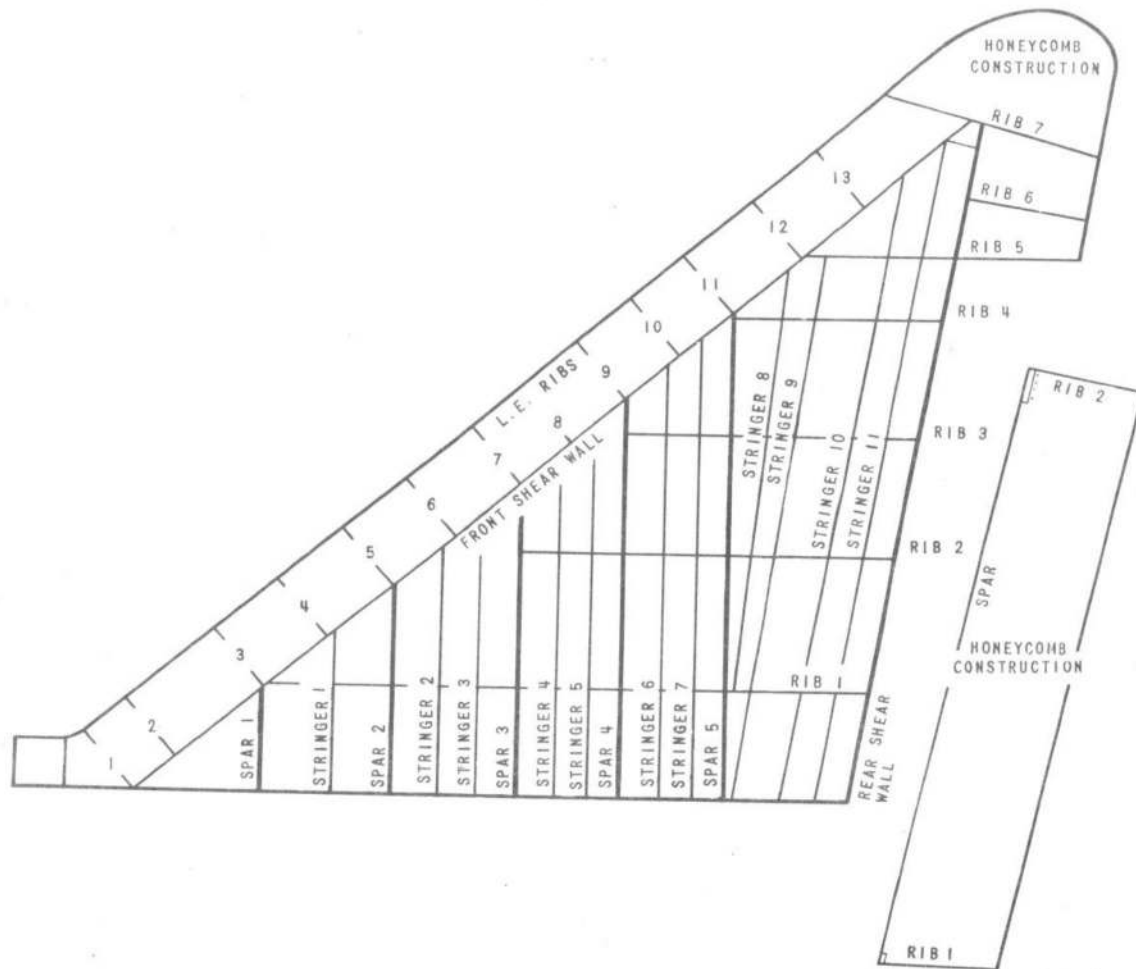 HONEYCOMB
CONSTRUCTION
RIB 7
13
RIB 6
12
RIB 5
11
RIB 4
10
L.E. RIBS
9
STRINGER 8
STRINGER 9
RIB 2
8
STRINGER 10
STRINGER 11
RIB 3
7
FRONT SHEAR WALL
6
RIB 2
5
SPAR
4
HONEYCOMB
CONSTRUCTION
3
RIB 1
2
1
SPAR 1
STRINGER 1
SPAR 2
STRINGER 2
STRINGER 3
SPAR 3
STRINGER 4
STRINGER 5
SPAR 4
STRINGER 6
STRINGER 7
SPAR 5
REAR SHEAR
WALL
RIB 1